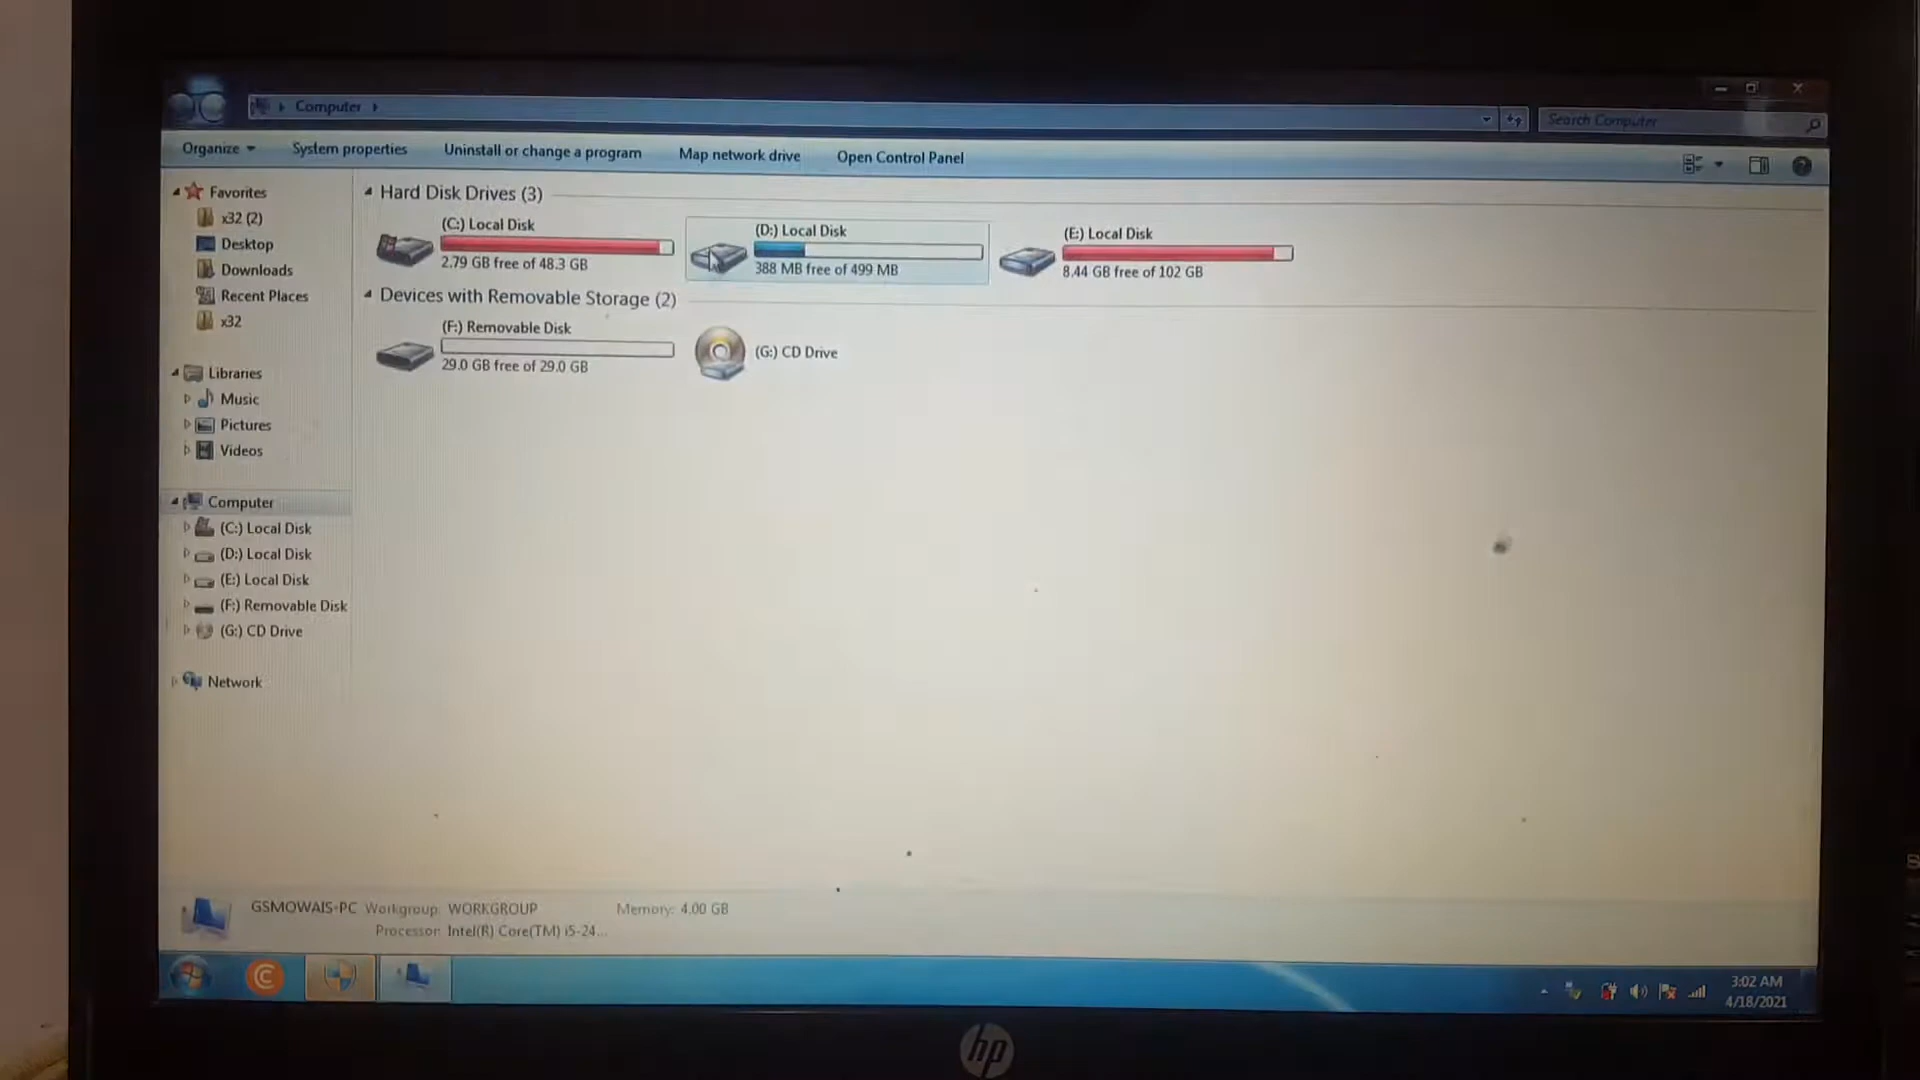 Computer
Search Computer
Organize
System properties
Uninstall or change a program
Map network drive
Open Control Panel
Favorites
x32 (2)
Desktop
Downloads
Recent Places
x32
Libraries
Music
Pictures
Videos
Computer
(C:) Local Disk
(D:) Local Disk
(E:) Local Disk
(F:) Removable Disk
(G:) CD Drive
Network
Hard Disk Drives (3)
(C:) Local Disk
2.79 GB free of 48.3 GB
(D:) Local Disk
388 MB free of 499 MB
(E:) Local Disk
8.44 GB free of 102 GB
Devices with Removable Storage (2)
(F:) Removable Disk
29.0 GB free of 29.0 GB
(G:) CD Drive
GSMOWAIS-PC Workgroup: WORKGROUP Memory: 4.00 GB
Processor: Intel(R) Core(TM) i5-24...
3:02 AM
4/18/2021
hp